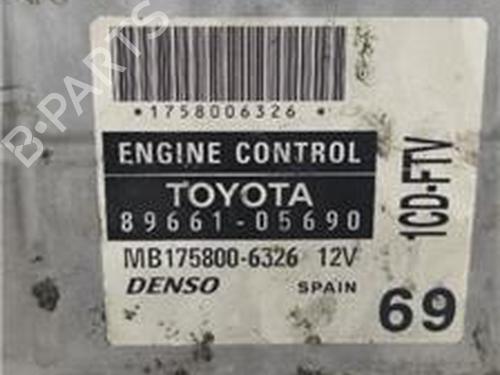 *1758006326*
ENGINE CONTROL
TOYOTA
89661-05690
MB175800-6326 12V
DENSO SPAIN
1CD-FTV
69
B-Parts